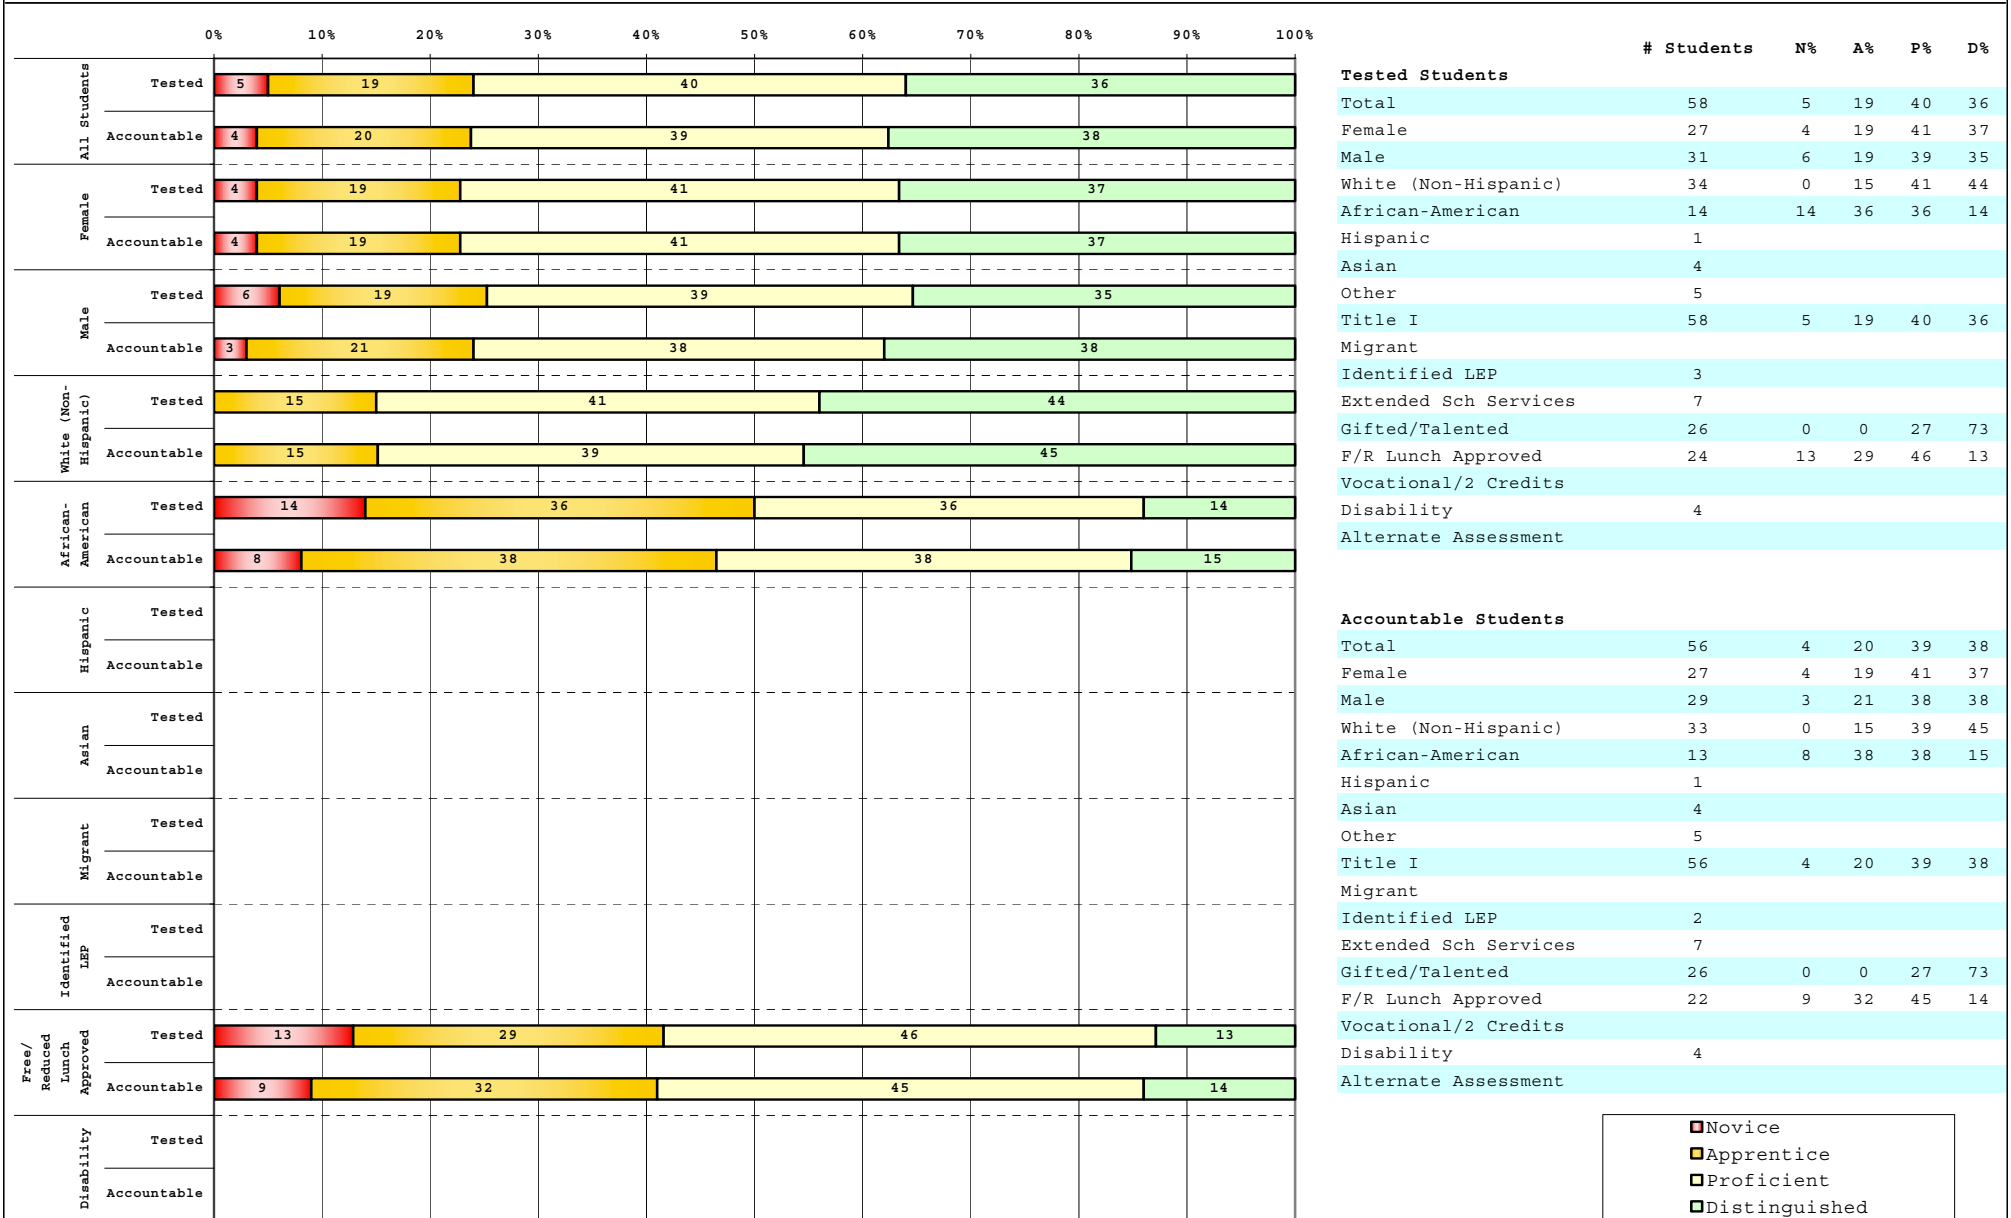 0% 10% 20% 30% 40% 50% 60% 70% 80% 90% 100%
All Students
Tested 5 19 40 36
Accountable 4 20 39 38
Female
Tested 4 19 41 37
Accountable 4 19 41 37
Male
Tested 6 19 39 35
Accountable 3 21 38 38
White (Non-
Hispanic)
Tested 15 41 44
Accountable 15 39 45
African-
American
Tested 14 36 36 14
Accountable 8 38 38 15
Hispanic
Tested
Accountable
Asian
Tested
Accountable
Migrant
Tested
Accountable
Identified
LEP
Tested
Accountable
Free/
Reduced
Lunch
Approved
Tested 13 29 46 13
Accountable 9 32 45 14
Disability
Tested
Accountable
# Students N% A% P% D%
Tested Students
Total 58 5 19 40 36
Female 27 4 19 41 37
Male 31 6 19 39 35
White (Non-Hispanic) 34 0 15 41 44
African-American 14 14 36 36 14
Hispanic 1
Asian 4
Other 5
Title I 58 5 19 40 36
Migrant
Identified LEP 3
Extended Sch Services 7
Gifted/Talented 26 0 0 27 73
F/R Lunch Approved 24 13 29 46 13
Vocational/2 Credits
Disability 4
Alternate Assessment
Accountable Students
Total 56 4 20 39 38
Female 27 4 19 41 37
Male 29 3 21 38 38
White (Non-Hispanic) 33 0 15 39 45
African-American 13 8 38 38 15
Hispanic 1
Asian 4
Other 5
Title I 56 4 20 39 38
Migrant
Identified LEP 2
Extended Sch Services 7
Gifted/Talented 26 0 0 27 73
F/R Lunch Approved 22 9 32 45 14
Vocational/2 Credits
Disability 4
Alternate Assessment
Novice
Apprentice
Proficient
Distinguished